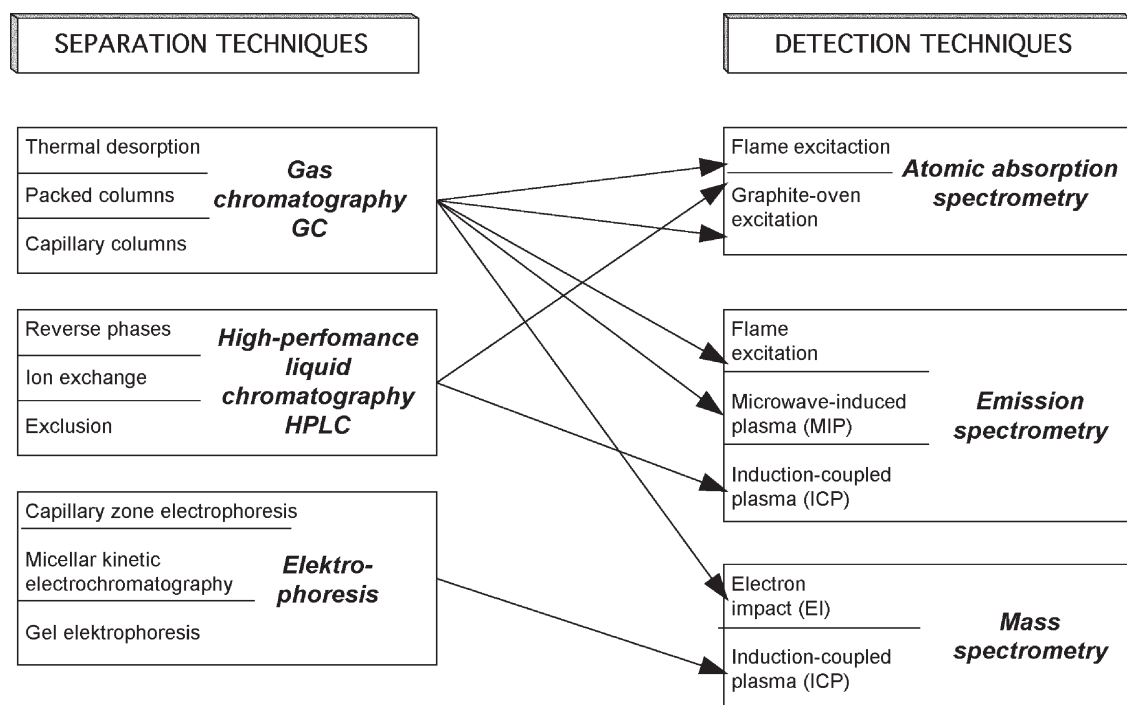 SEPARATION TECHNIQUES
DETECTION TECHNIQUES
Thermal desorption
Packed columns
Capillary columns
Gas
chromatography
GC
Reverse phases
Ion exchange
Exclusion
High-perfomance
liquid
chromatography
HPLC
Capillary zone electrophoresis
Micellar kinetic
electrochromatography
Gel elektrophoresis
Elektro-
phoresis
Flame excitaction
Graphite-oven
excitation
Atomic absorption
spectrometry
Flame
excitation
Microwave-induced
plasma (MIP)
Induction-coupled
plasma (ICP)
Emission
spectrometry
Electron
impact (EI)
Induction-coupled
plasma (ICP)
Mass
spectrometry